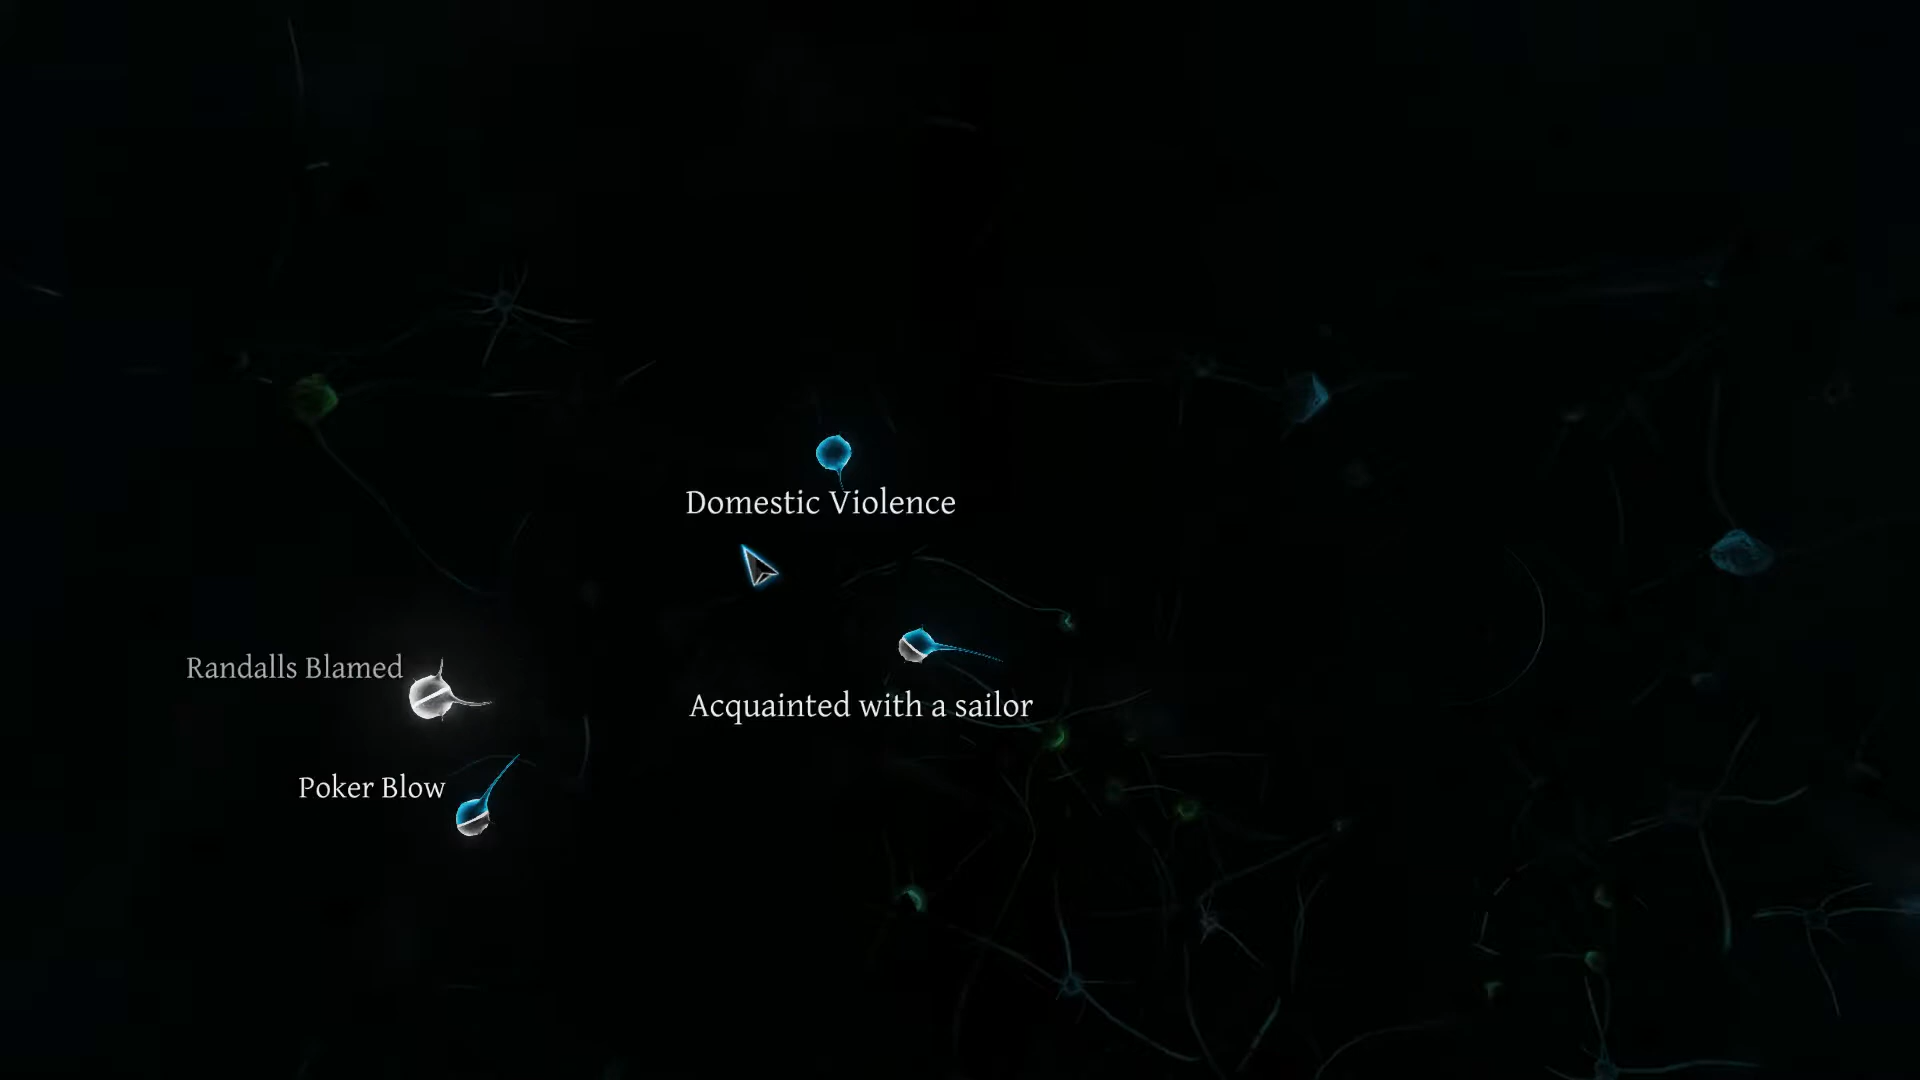 Domestic Violence
Randalls Blamed
Acquainted with a sailor
Poker Blow